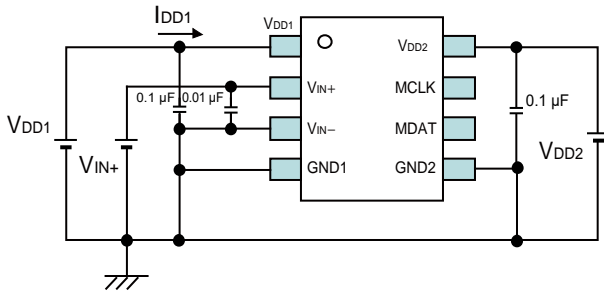 IDD1
VDD1
VDD2
VIN+
MCLK
0.1 µF
0.01 µF
0.1 µF
VDD1
VIN−
MDAT
VIN+
GND1
GND2
VDD2